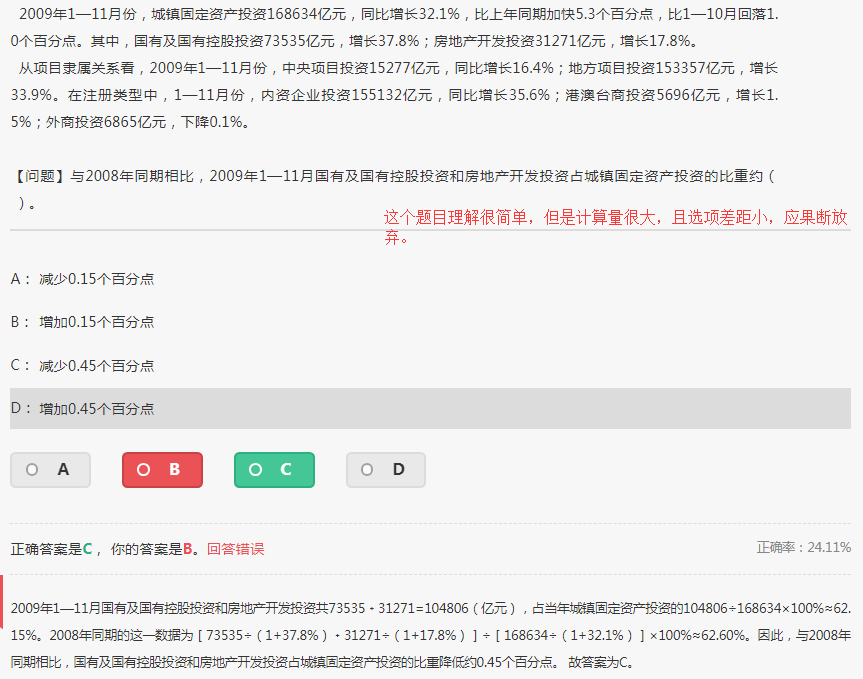 2009年1—11月份，城镇固定资产投资168634亿元，同比增长32.1%，比上年同期加快5.3个百分点，比1—10月回落1.
0个百分点。其中，国有及国有控股投资73535亿元，增长37.8%；房地产开发投资31271亿元，增长17.8%。
从项目隶属关系看，2009年1—11月份，中央项目投资15277亿元，同比增长16.4%；地方项目投资153357亿元，增长
33.9%。在注册类型中，1—11月份，内资企业投资155132亿元，同比增长35.6%；港澳台商投资5696亿元，增长1.
5%；外商投资6865亿元，下降0.1%。
【问题】与2008年同期相比，2009年1—11月国有及国有控股投资和房地产开发投资占城镇固定资产投资的比重约（
）。
这个题目理解很简单，但是计算量很大，且选项差距小，应果断放
弃。
A： 减少0.15个百分点
B： 增加0.15个百分点
C： 减少0.45个百分点
D： 增加0.45个百分点
A B C D
正确答案是C， 你的答案是B。回答错误 正确率：24.11%
2009年1—11月国有及国有控股投资和房地产开发投资共73535﹢31271=104806（亿元），占当年城镇固定资产投资的104806÷168634×100%≈62.
15%。2008年同期的这一数据为［73535÷（1+37.8%）﹢31271÷（1+17.8%）］÷［168634÷（1+32.1%）］×100%≈62.60%。因此，与2008年
同期相比，国有及国有控股投资和房地产开发投资占城镇固定资产投资的比重降低约0.45个百分点。 故答案为C。